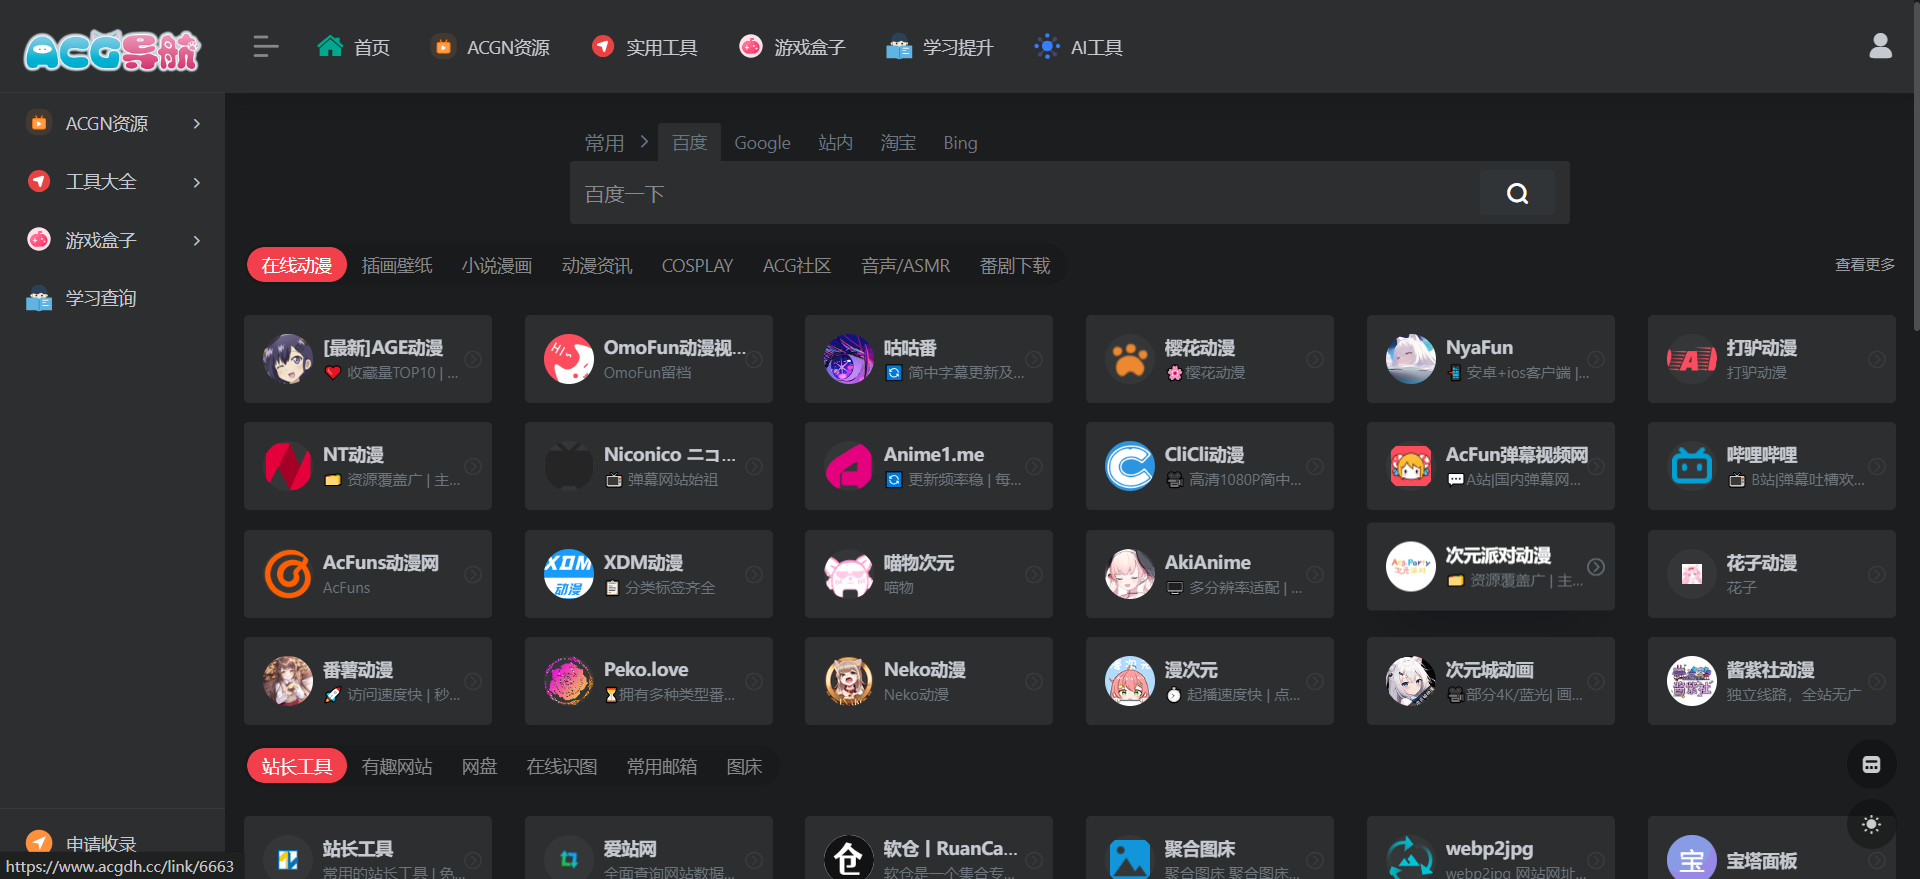 ACG导航
首页
ACGN资源
实用工具
游戏盒子
学习提升
AI工具
ACGN资源
工具大全
游戏盒子
学习查询
常用
百度
Google
站内
淘宝
Bing
百度一下
在线动漫
插画壁纸
小说漫画
动漫资讯
COSPLAY
ACG社区
音声/ASMR
番剧下载
查看更多
[最新]AGE动漫
收藏量TOP10 | ...
OmoFun动漫视...
OmoFun留档
咕咕番
简中字幕更新及...
樱花动漫
樱花动漫
NyaFun
安卓+ios客户端 |...
打驴动漫
打驴动漫
NT动漫
资源覆盖广 | 主...
Niconico ニコ...
弹幕网站始祖
Anime1.me
更新频率稳 | 每...
CliCli动漫
高清1080P简中...
AcFun弹幕视频网
A站|国内弹幕网...
哔哩哔哩
B站|弹幕吐槽欢...
AcFuns动漫网
AcFuns
XDM动漫
分类标签齐全
喵物次元
喵物
AkiAnime
多分辨率适配 | ...
次元派对动漫
资源覆盖广 | 主...
花子动漫
花子
番薯动漫
访问速度快 | 秒...
Peko.love
拥有多种类型番...
Neko动漫
Neko动漫
漫次元
起播速度快 | 点...
次元城动画
部分4K/蓝光| 画...
酱紫社动漫
独立线路，全站无广
站长工具
有趣网站
网盘
在线识图
常用邮箱
图床
站长工具
常用的站长工具 | 免...
爱站网
全面查询网站数据...
软仓丨RuanCa...
软仓是一个集合专...
聚合图床
聚合图床 聚合图床...
webp2jpg
webp2jpg 网站网址...
宝塔面板
申请收录
https://www.acgdh.cc/link/6663